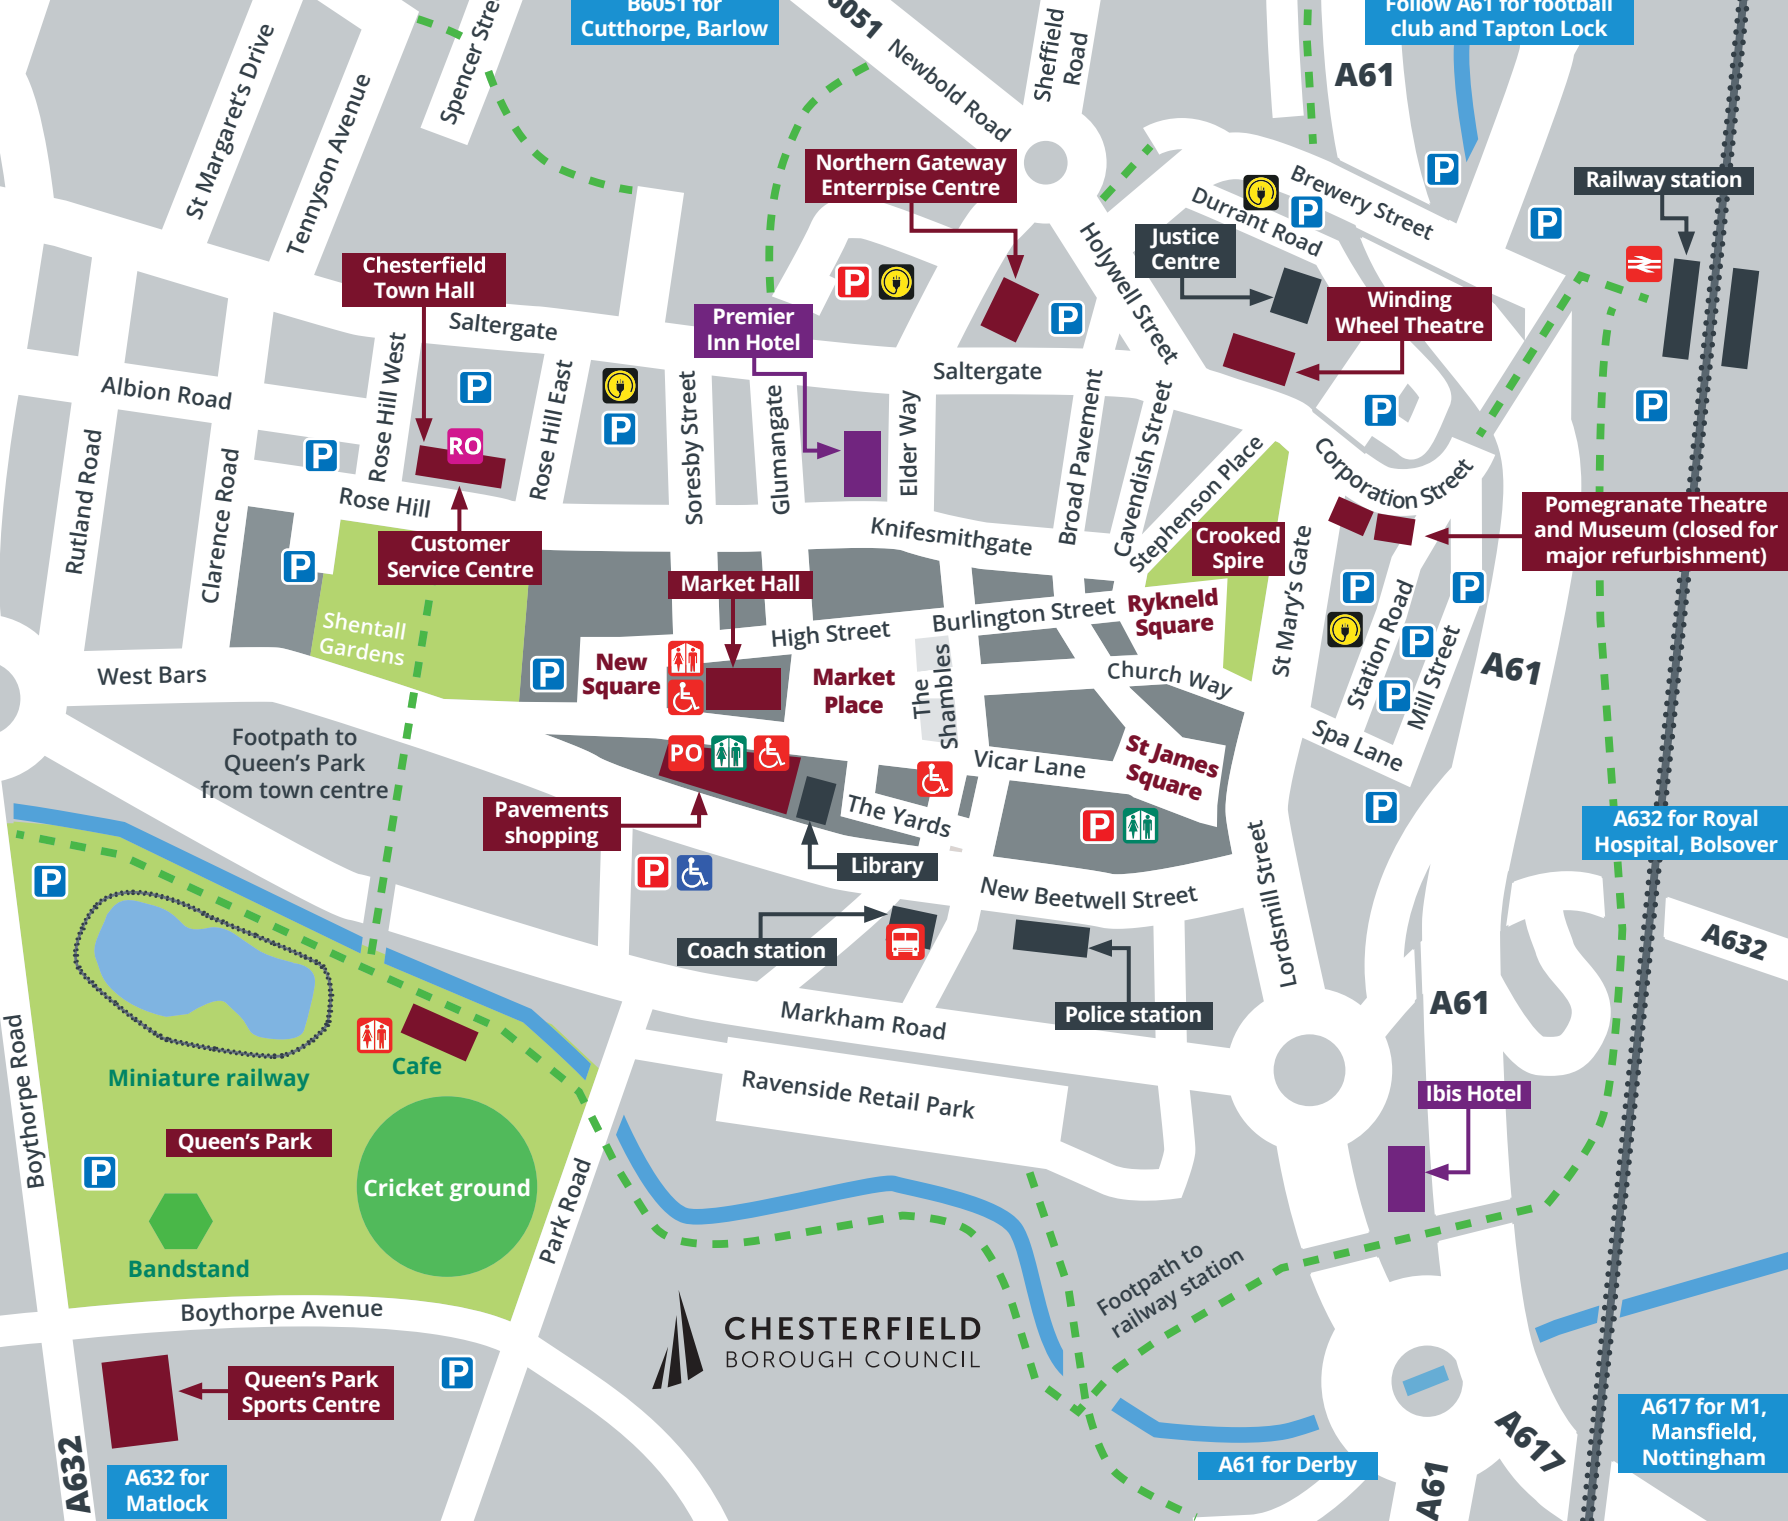 B6051 for
Cutthorpe, Barlow
6051
Newbold Road
Sheffield
Road
A61
Follow A61 for football
club and Tapton Lock
St Margaret's Drive
Tennyson Avenue
Spencer Stre
Northern Gateway
Enterrpise Centre
Brewery Street
Durrant Road
P
P
P
Railway station
Justice
Centre
Holywell Street
Chesterfield
Town Hall
Saltergate
Premier
Inn Hotel
P
P
Winding
Wheel Theatre
Saltergate
Albion Road
Rose Hill West
P
RO
Rose Hill East
P
Soresby Street
Glumangate
Elder Way
Broad Pavement
Cavendish Street
Stephenson Place
P
P
Corporation Street
Rutland Road
Clarence Road
P
Rose Hill
Customer
Service Centre
Knifesmithgate
Crooked
Spire
St Mary's Gate
Pomegranate Theatre
and Museum (closed for
major refurbishment)
P
Shentall
Gardens
Market Hall
High Street
Burlington Street
Rykneld
Square
P
P
P
P
Station Road
Mill Street
A61
West Bars
P
New
Square
Market
Place
The
Shambles
Church Way
Spa Lane
Footpath to
Queen's Park
from town centre
PO
Vicar Lane
St James
Square
Pavements
shopping
The Yards
P
P
A632 for Royal
Hospital, Bolsover
P
P
Library
New Beetwell Street
Lordsmill Street
Coach station
Police station
A632
A61
Markham Road
Ravenside Retail Park
Boythorpe Road
Miniature railway
Cafe
Queen's Park
P
Cricket ground
Bandstand
Park Road
Ibis Hotel
Boythorpe Avenue
Footpath to
railway station
CHESTERFIELD
BOROUGH COUNCIL
Queen's Park
Sports Centre
P
A632
A632 for
Matlock
A61 for Derby
A61
A617
A617 for M1,
Mansfield,
Nottingham